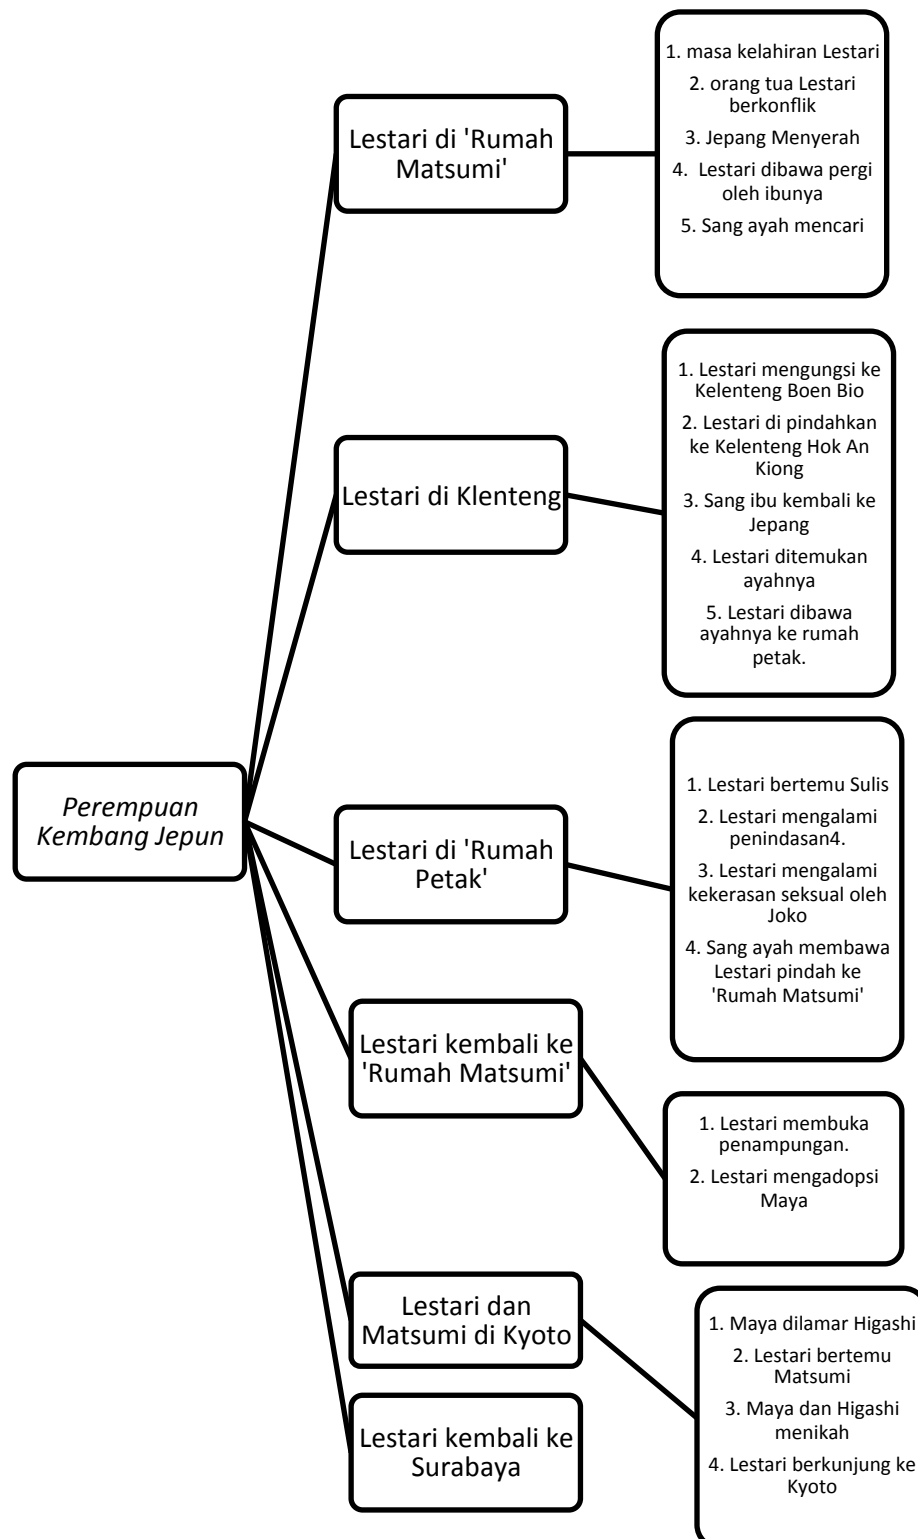 Perempuan
Kembang Jepun
Lestari di 'Rumah
Matsumi'
1. masa kelahiran Lestari
2. orang tua Lestari
berkonflik
3. Jepang Menyerah
4. Lestari dibawa pergi
oleh ibunya
5. Sang ayah mencari
Lestari di Klenteng
1. Lestari mengungsi ke
Kelenteng Boen Bio
2. Lestari di pindahkan
ke Kelenteng Hok An
Kiong
3. Sang ibu kembali ke
Jepang
4. Lestari ditemukan
ayahnya
5. Lestari dibawa
ayahnya ke rumah
petak.
Lestari di 'Rumah
Petak'
1. Lestari bertemu Sulis
2. Lestari mengalami
penindasan4.
3. Lestari mengalami
kekerasan seksual oleh
Joko
4. Sang ayah membawa
Lestari pindah ke
'Rumah Matsumi'
Lestari kembali ke
'Rumah Matsumi'
1. Lestari membuka
penampungan.
2. Lestari mengadopsi
Maya
Lestari dan
Matsumi di Kyoto
1. Maya dilamar Higashi
2. Lestari bertemu
Matsumi
3. Maya dan Higashi
menikah
4. Lestari berkunjung ke
Kyoto
Lestari kembali ke
Surabaya